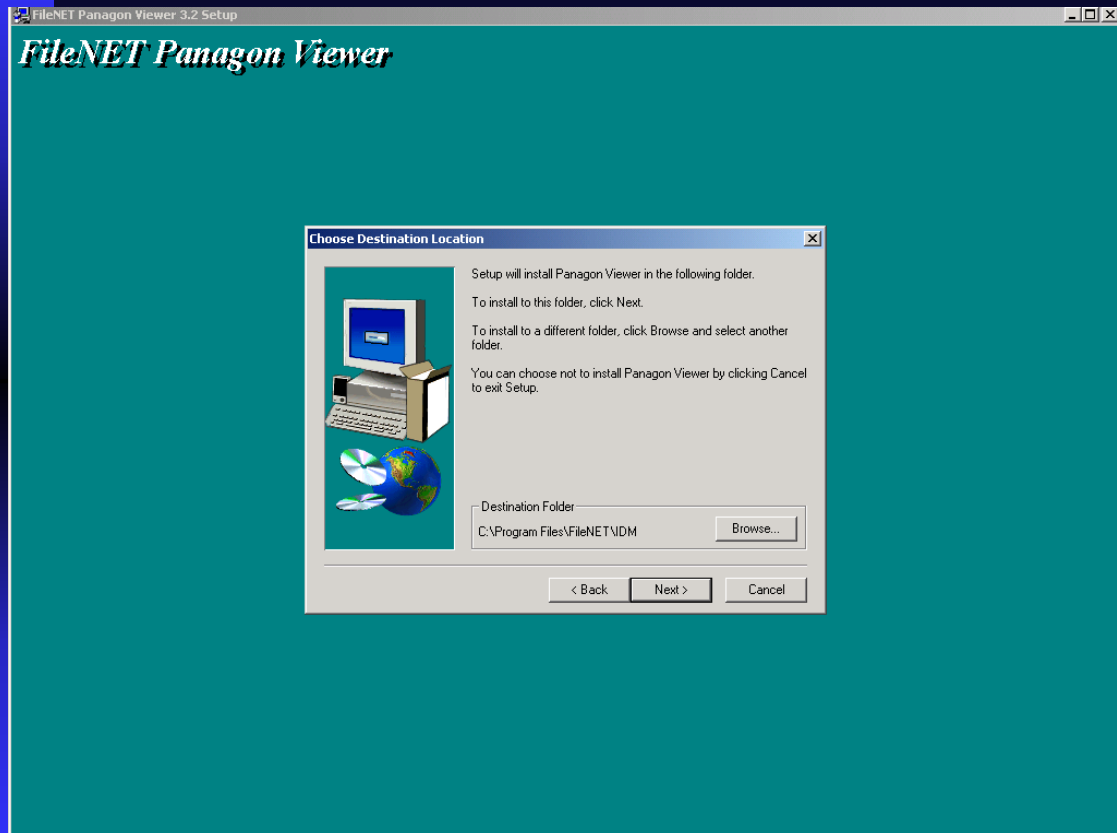 FileNET Panagon Viewer 3.2 Setup
FileNET Panagon Viewer
Choose Destination Location
Setup will install Panagon Viewer in the following folder.
To install to this folder, click Next.
To install to a different folder, click Browse and select another
folder.
You can choose not to install Panagon Viewer by clicking Cancel
to exit Setup.
Destination Folder
C:\Program Files\FileNET\IDM
Browse...
< Back
Next >
Cancel